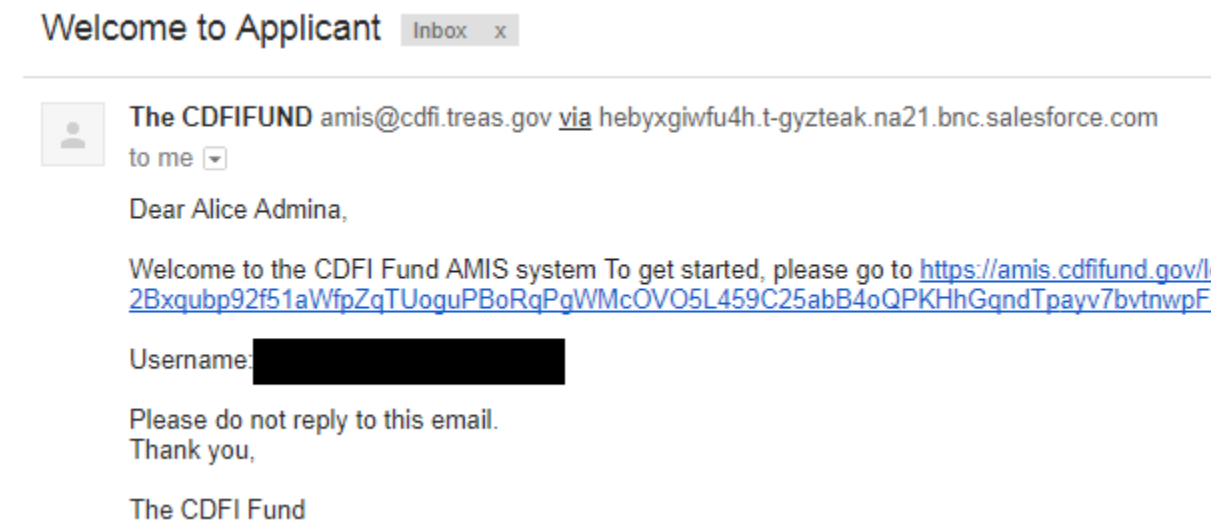 Welcome to Applicant Inbox x
The CDFIFUND amis@cdfi.treas.gov via hebyxgiwfu4h.t-gyzteak.na21.bnc.salesforce.com
to me
Dear Alice Admina,
Welcome to the CDFI Fund AMIS system To get started, please go to https://amis.cdfifund.gov/l
2Bxqubp92f51aWfpZqTUoguPBoRqPgWMcOVO5L459C25abB4oQPKHhGqndTpayv7bvtnwpF
Username:
Please do not reply to this email.
Thank you,
The CDFI Fund